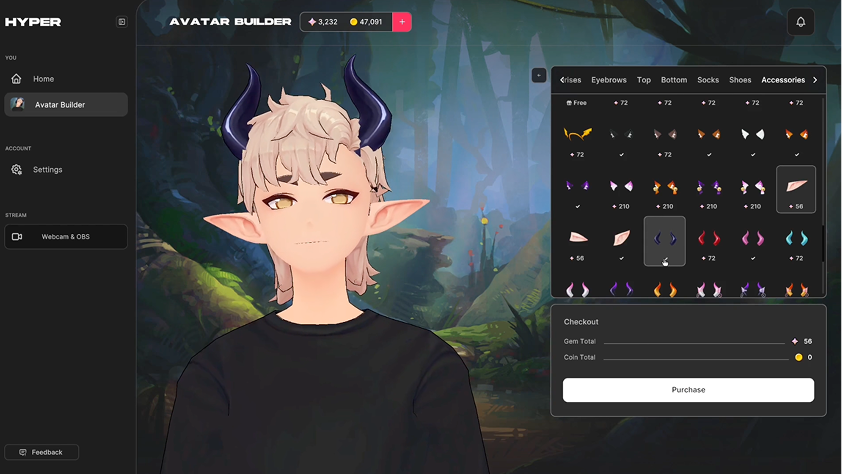 HYPER
AVATAR BUILDER
3,232
47,091
+
YOU
Home
Avatar Builder
ACCOUNT
Settings
STREAM
Webcam & OBS
Feedback
rises Eyebrows Top Bottom Socks Shoes Accessories
Free 72 72 72 72 72
72 72
210 210 210 210 56
56 72 72
Checkout
Gem Total 56
Coin Total 0
Purchase